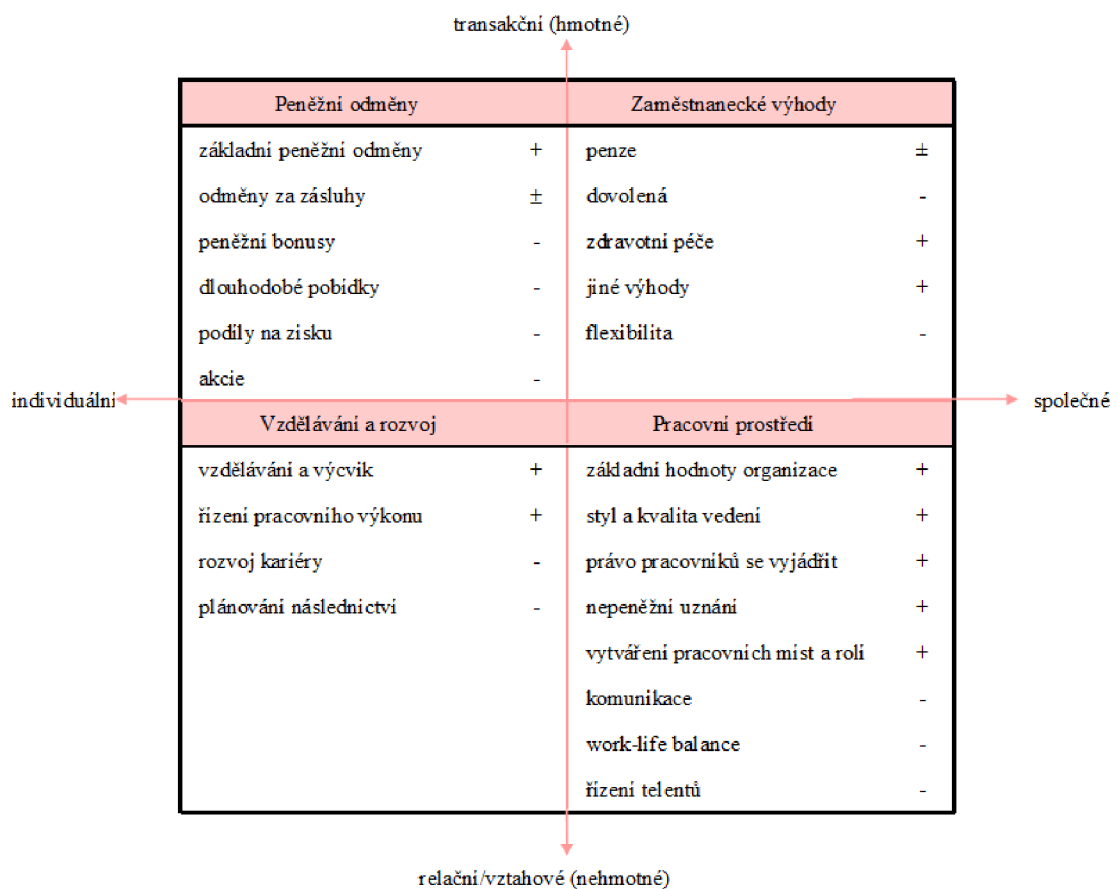 transakční (hmotné)
Peněžní odměny
Zaměstnanecké výhody
základní peněžní odměny +
penze ±
odměny za zásluhy ±
dovolená -
peněžní bonusy -
zdravotní péče +
dlouhodobé pobídky -
jiné výhody +
podíly na zisku -
flexibilita -
akcie -
individuální
společné
Vzdělávání a rozvoj
Pracovní prostředí
vzdělávání a výcvik +
základní hodnoty organizace +
řízení pracovního výkonu +
styl a kvalita vedení +
rozvoj kariéry -
právo pracovníků se vyjádřit +
plánování následnictví -
nepeněžní uznání +
vytváření pracovních míst a rolí +
komunikace -
work-life balance -
řízení telentů -
relační/vztahové (nehmotné)